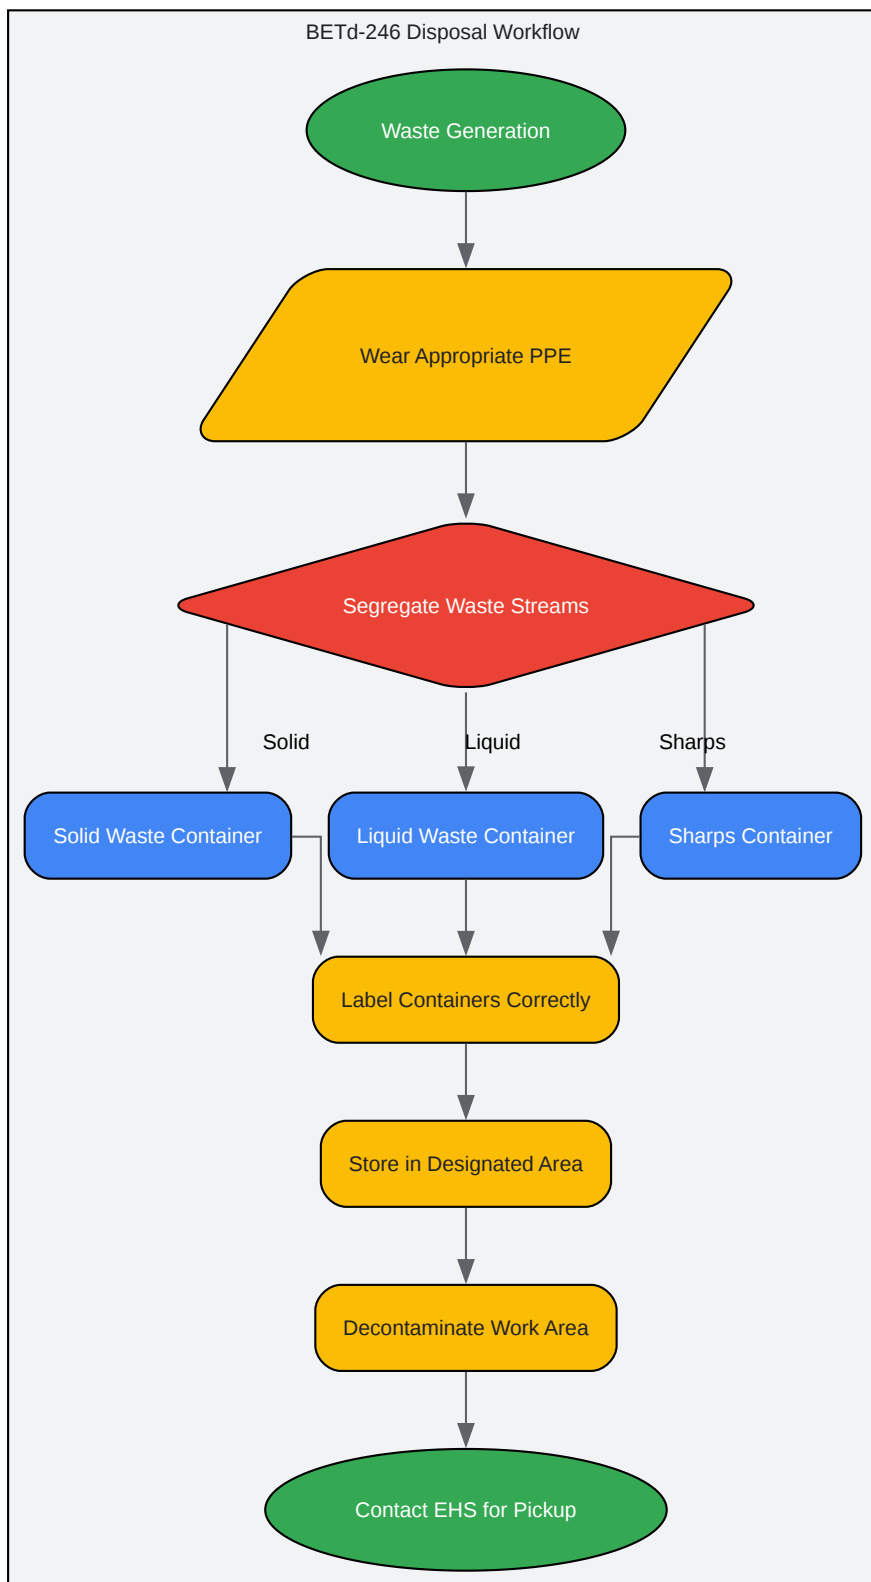 BETd-246 Disposal Workflow
Waste Generation
Wear Appropriate PPE
Segregate Waste Streams
Solid
Liquid
Sharps
Solid Waste Container
Liquid Waste Container
Sharps Container
Label Containers Correctly
Store in Designated Area
Decontaminate Work Area
Contact EHS for Pickup